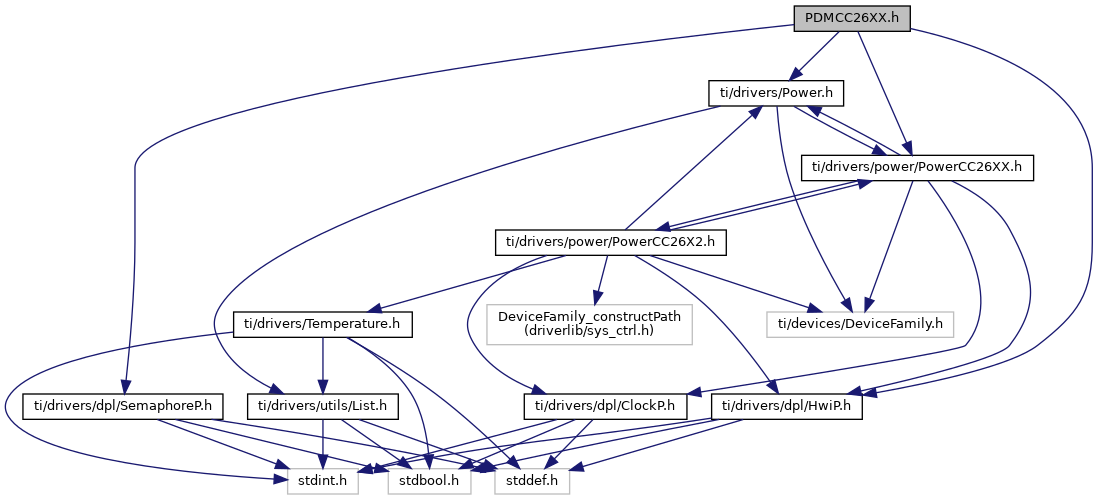 PDMCC26XX.h
ti/drivers/Power.h
ti/drivers/power/PowerCC26XX.h
ti/drivers/power/PowerCC26X2.h
ti/drivers/Temperature.h
DeviceFamily_constructPath
(driverlib/sys_ctrl.h)
ti/devices/DeviceFamily.h
ti/drivers/dpl/SemaphoreP.h
ti/drivers/utils/List.h
ti/drivers/dpl/ClockP.h
ti/drivers/dpl/HwiP.h
stdint.h
stdbool.h
stddef.h